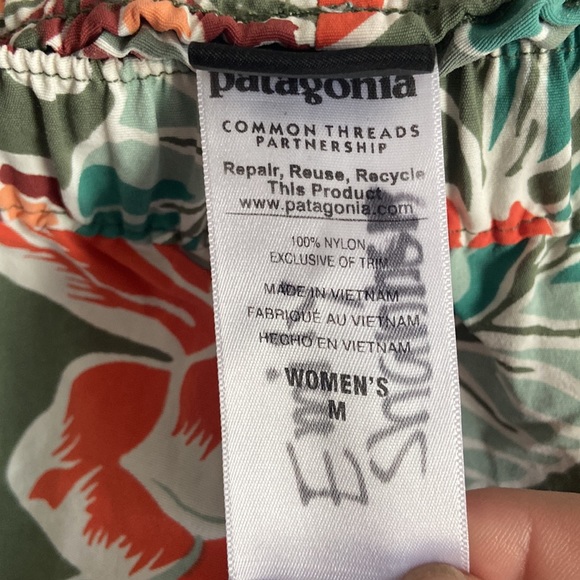 patagonia
COMMON THREADS
PARTNERSHIP
Repair, Reuse, Recycle
This Product
www.patagonia.com
100% NYLON
EXCLUSIVE OF TRIM
MADE IN VIETNAM
FABRIQUÉ AU VIETNAM
HECHO EN VIETNAM
WOMEN'S
M